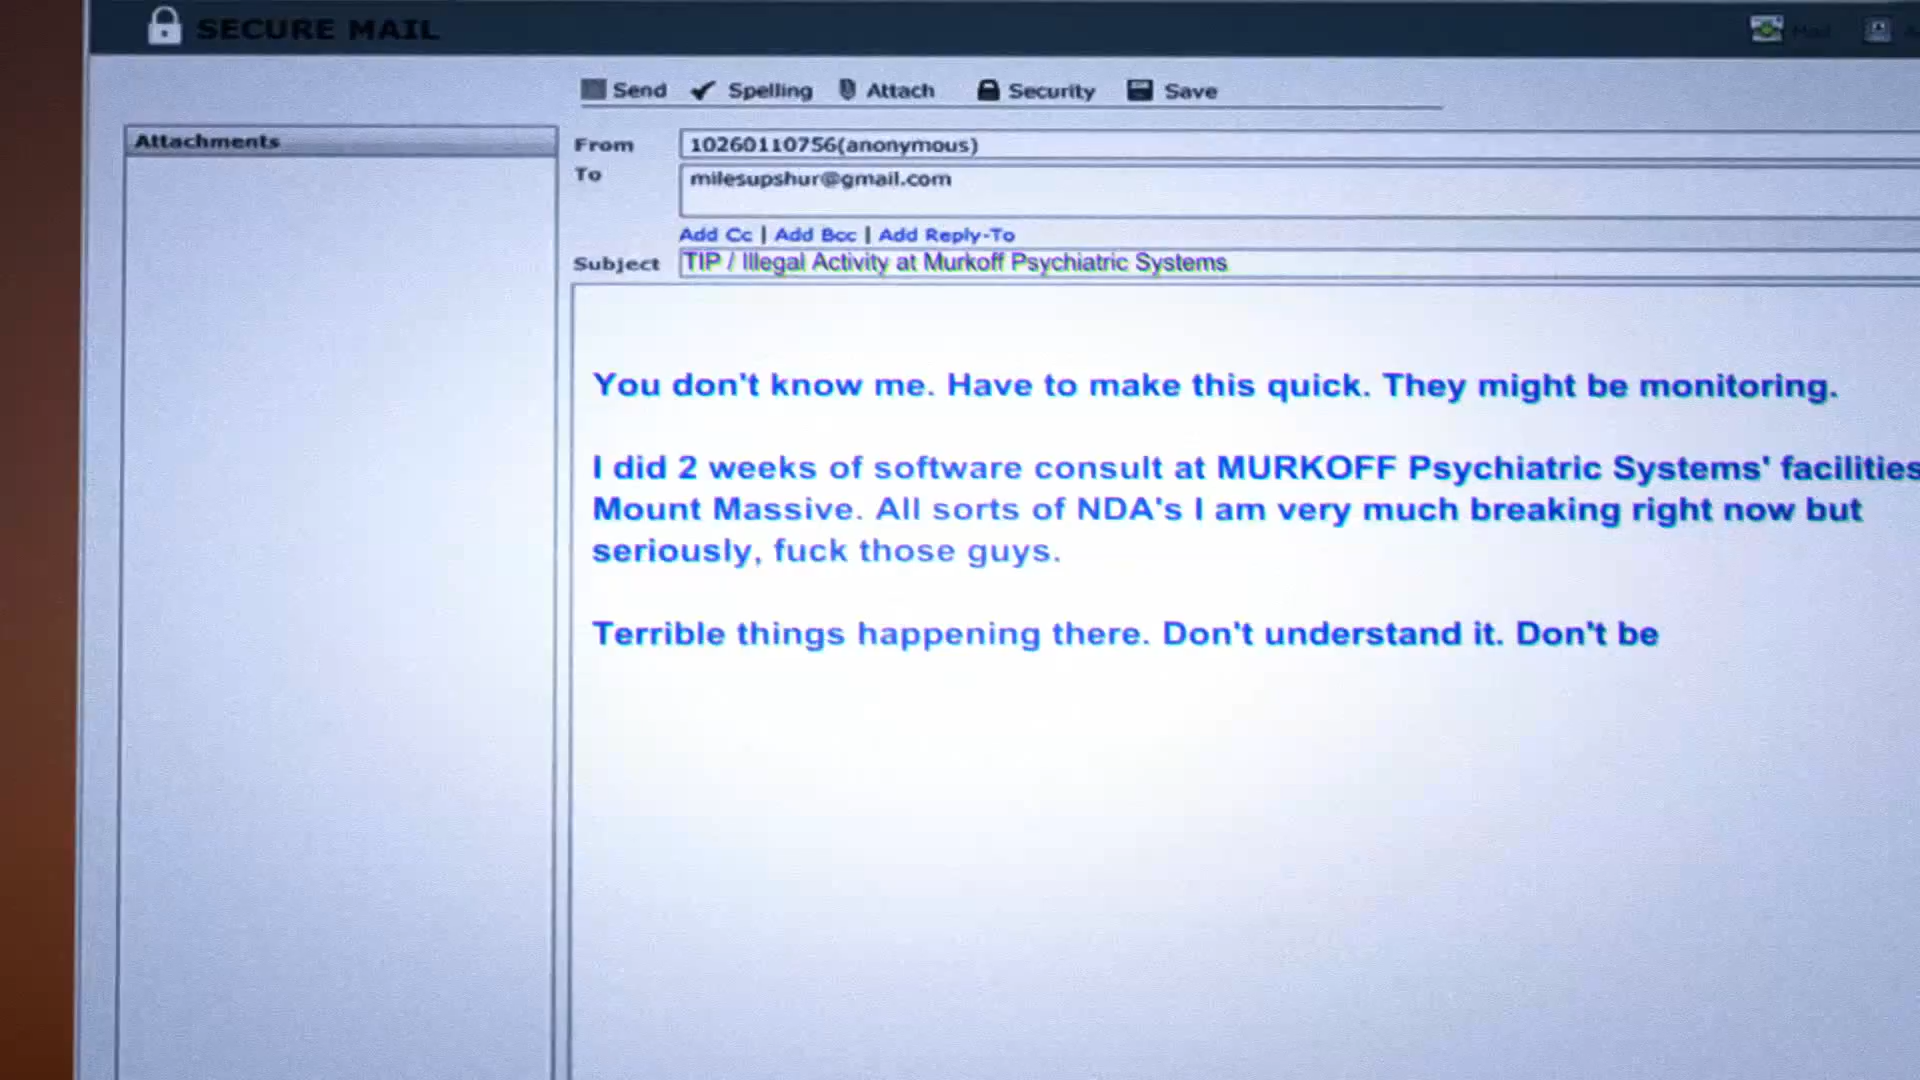 SECURE MAIL
Mail
Send Spelling Attach Security Save
Attachments
From 10260110756(anonymous)
To milesupshur@gmail.com
Add Cc | Add Bcc | Add Reply-To
Subject TIP / Illegal Activity at Murkoff Psychiatric Systems
You don't know me. Have to make this quick. They might be monitoring.
I did 2 weeks of software consult at MURKOFF Psychiatric Systems' facilities
Mount Massive. All sorts of NDA's I am very much breaking right now but
seriously, fuck those guys.
Terrible things happening there. Don't understand it. Don't be